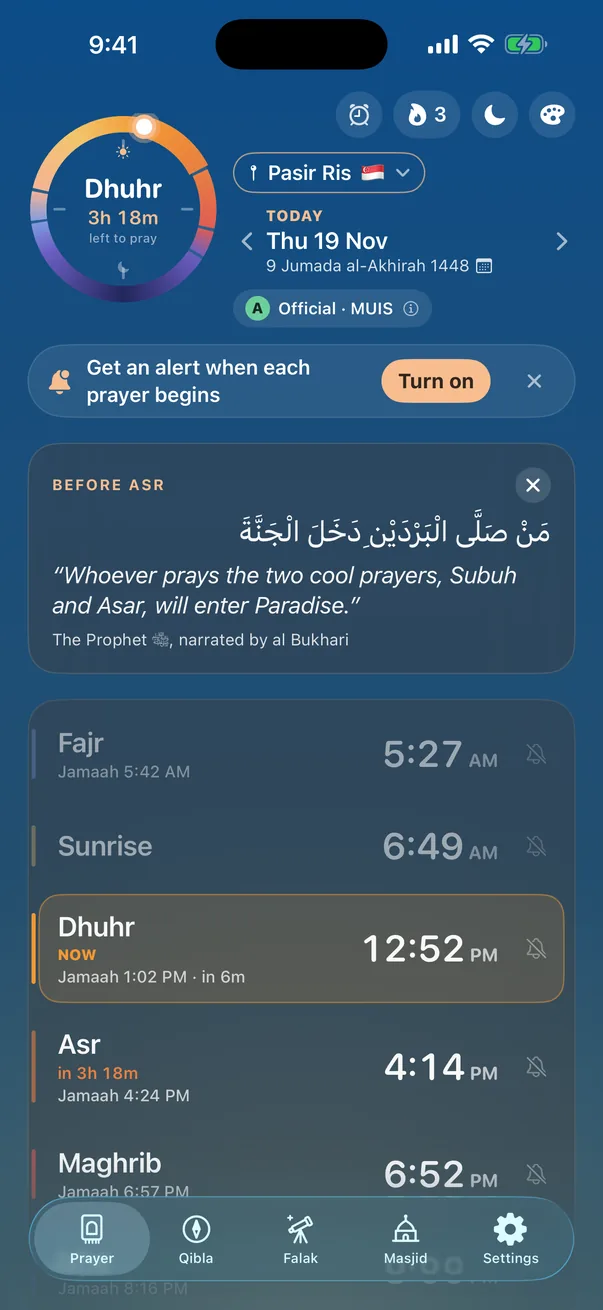 9:41
3
Pasir Ris 🇸🇬
Dhuhr
3h 18m
left to pray
TODAY
Thu 19 Nov
9 Jumada al-Akhirah 1448
A Official · MUIS
Get an alert when each
prayer begins
Turn on
BEFORE ASR
مَنْ صَلَّى الْبَرْدَيْنِ دَخَلَ الْجَنَّةَ
“Whoever prays the two cool prayers, Subuh
and Asar, will enter Paradise.”
The Prophet ﷺ, narrated by al Bukhari
Fajr
5:27 AM
Jamaah 5:42 AM
Sunrise
6:49 AM
Dhuhr
NOW
12:52 PM
Jamaah 1:02 PM · in 6m
Asr
in 3h 18m
4:14 PM
Jamaah 4:24 PM
Maghrib
6:52 PM
Jamaah 6:57 PM
Prayer
Qibla
Falak
Masjid
Settings
Jamaah 8:16 PM